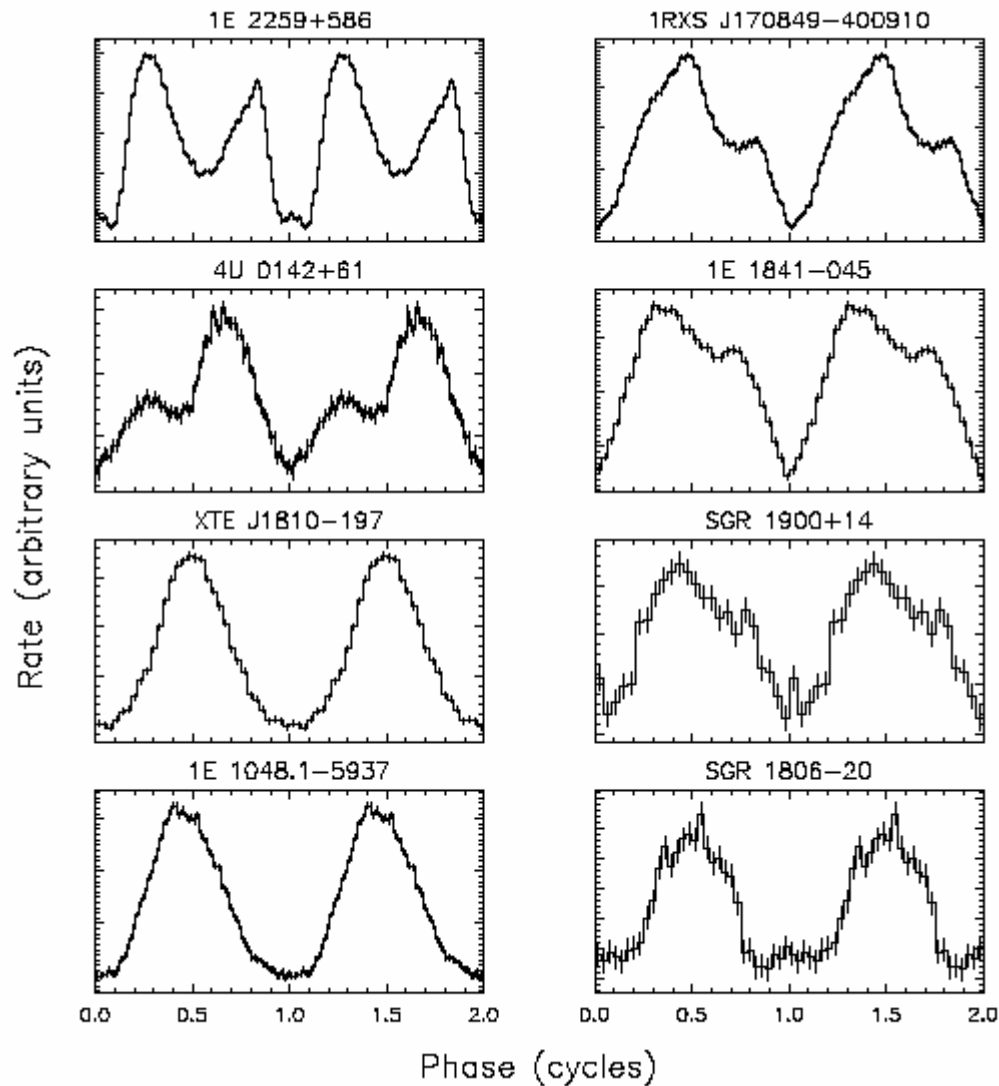 1E 2259+586
1RXS J170849-400910
4U 0142+61
1E 1841-045
XTE J1810-197
SGR 1900+14
1E 1048.1-5937
SGR 1806-20
Rate (arbitrary units)
0.0 0.5 1.0 1.5 2.0
0.0 0.5 1.0 1.5 2.0
Phase (cycles)